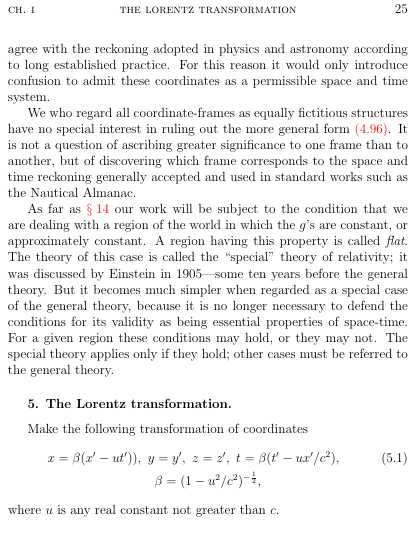 CH. I THE LORENTZ TRANSFORMATION 25
agree with the reckoning adopted in physics and astronomy according
to long established practice. For this reason it would only introduce
confusion to admit these coordinates as a permissible space and time
system.
We who regard all coordinate-frames as equally fictitious structures
have no special interest in ruling out the more general form (4.96). It
is not a question of ascribing greater significance to one frame than to
another, but of discovering which frame corresponds to the space and
time reckoning generally accepted and used in standard works such as
the Nautical Almanac.
As far as § 14 our work will be subject to the condition that we
are dealing with a region of the world in which the g's are constant, or
approximately constant. A region having this property is called flat.
The theory of this case is called the “special” theory of relativity; it
was discussed by Einstein in 1905—some ten years before the general
theory. But it becomes much simpler when regarded as a special case
of the general theory, because it is no longer necessary to defend the
conditions for its validity as being essential properties of space-time.
For a given region these conditions may hold, or they may not. The
special theory applies only if they hold; other cases must be referred to
the general theory.
5. The Lorentz transformation.
Make the following transformation of coordinates
x = β(x′ − ut′)), y = y′, z = z′, t = β(t′ − ux′/c²), (5.1)
β = (1 − u²/c²)^{−1/2},
where u is any real constant not greater than c.